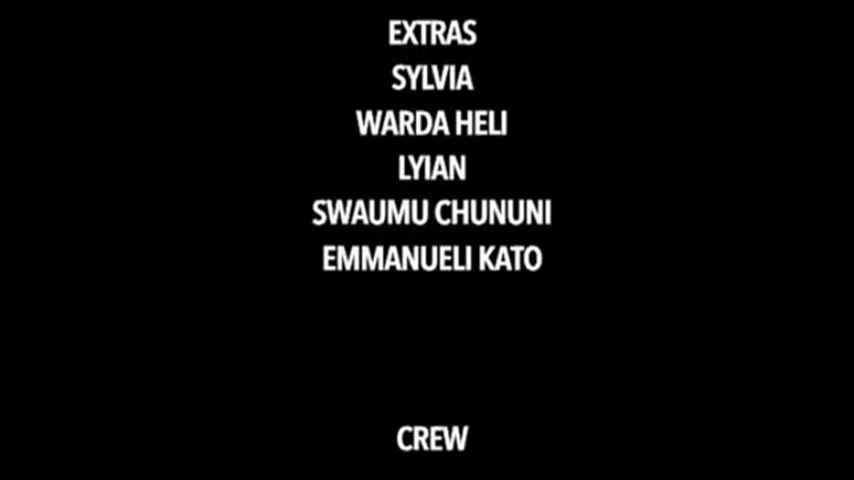 EXTRAS
SYLVIA
WARDA HELI
LYIAN
SWAUMU CHUNUNI
EMMANUELI KATO
CREW